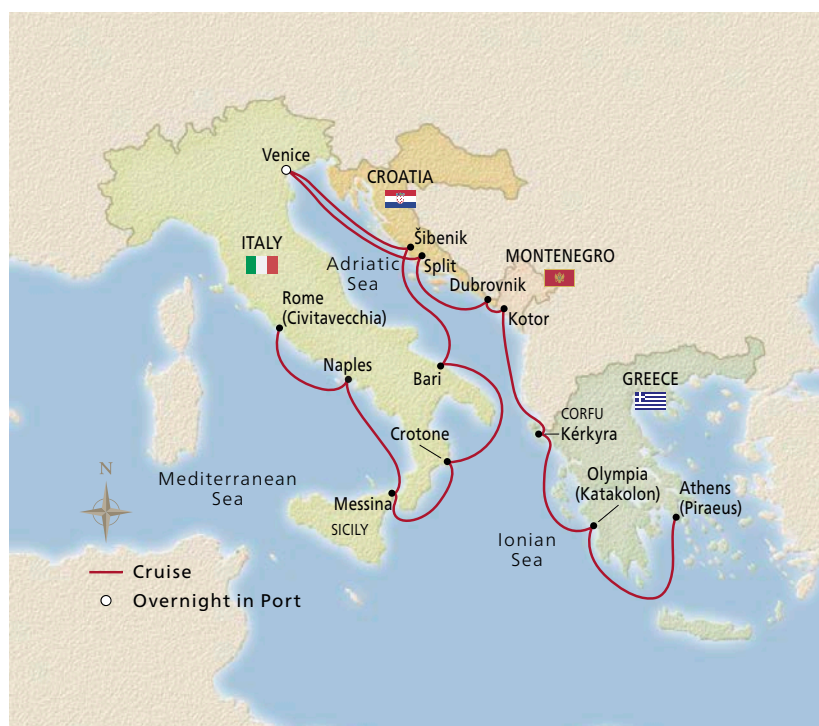 Venice
CROATIA
ITALY
Šibenik
Adriatic
Sea
Split
MONTENEGRO
Dubrovnik
Rome
(Civitavecchia)
Kotor
Naples
Bari
GREECE
CORFU
Kérkyra
Crotone
Olympia
(Katakolon)
Athens
(Piraeus)
N
Mediterranean
Sea
Messina
SICILY
Ionian
Sea
Cruise
Overnight in Port